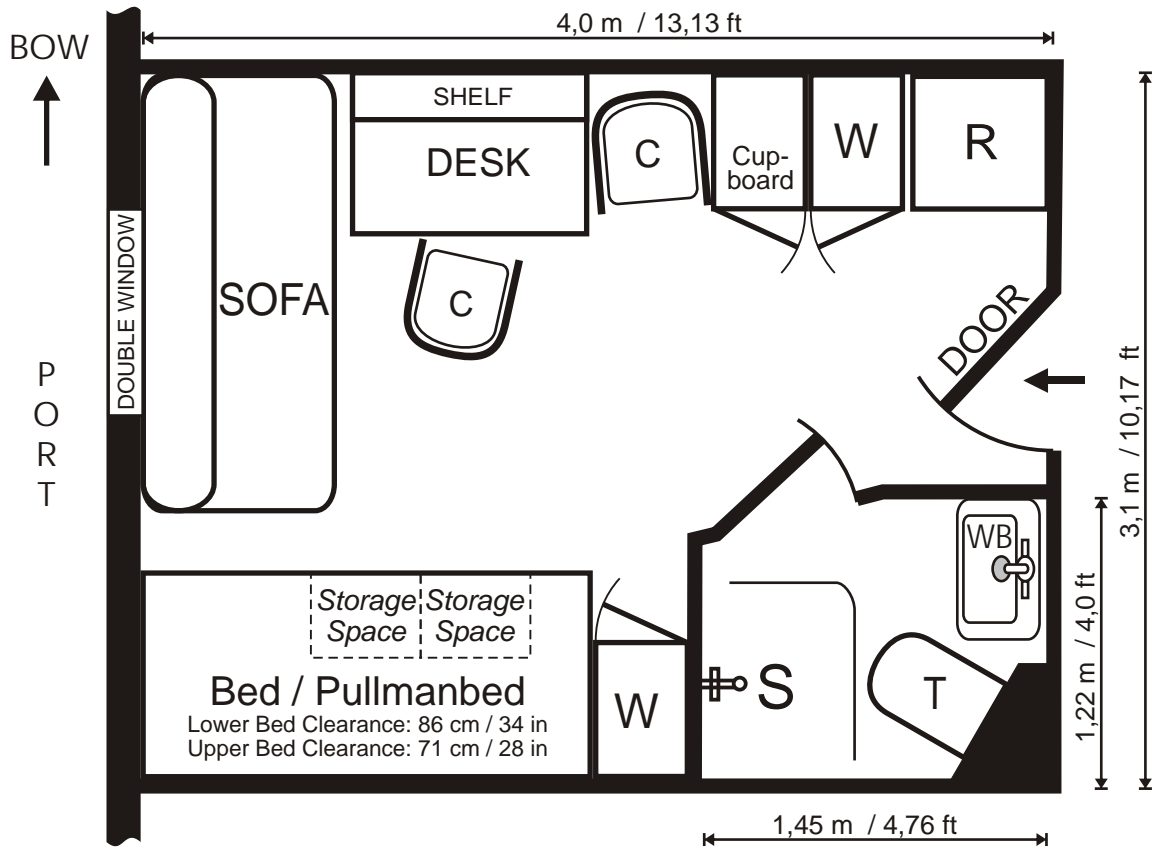 4,0 m / 13,13 ft
BOW
SHELF
DESK
C
Cup-
board
W
R
DOUBLE WINDOW
SOFA
C
DOOR
P
O
R
T
3,1 m / 10,17 ft
WB
1,22 m / 4,0 ft
Storage
Space
Storage
Space
Bed / Pullmanbed
Lower Bed Clearance: 86 cm / 34 in
Upper Bed Clearance: 71 cm / 28 in
W
S
T
1,45 m / 4,76 ft